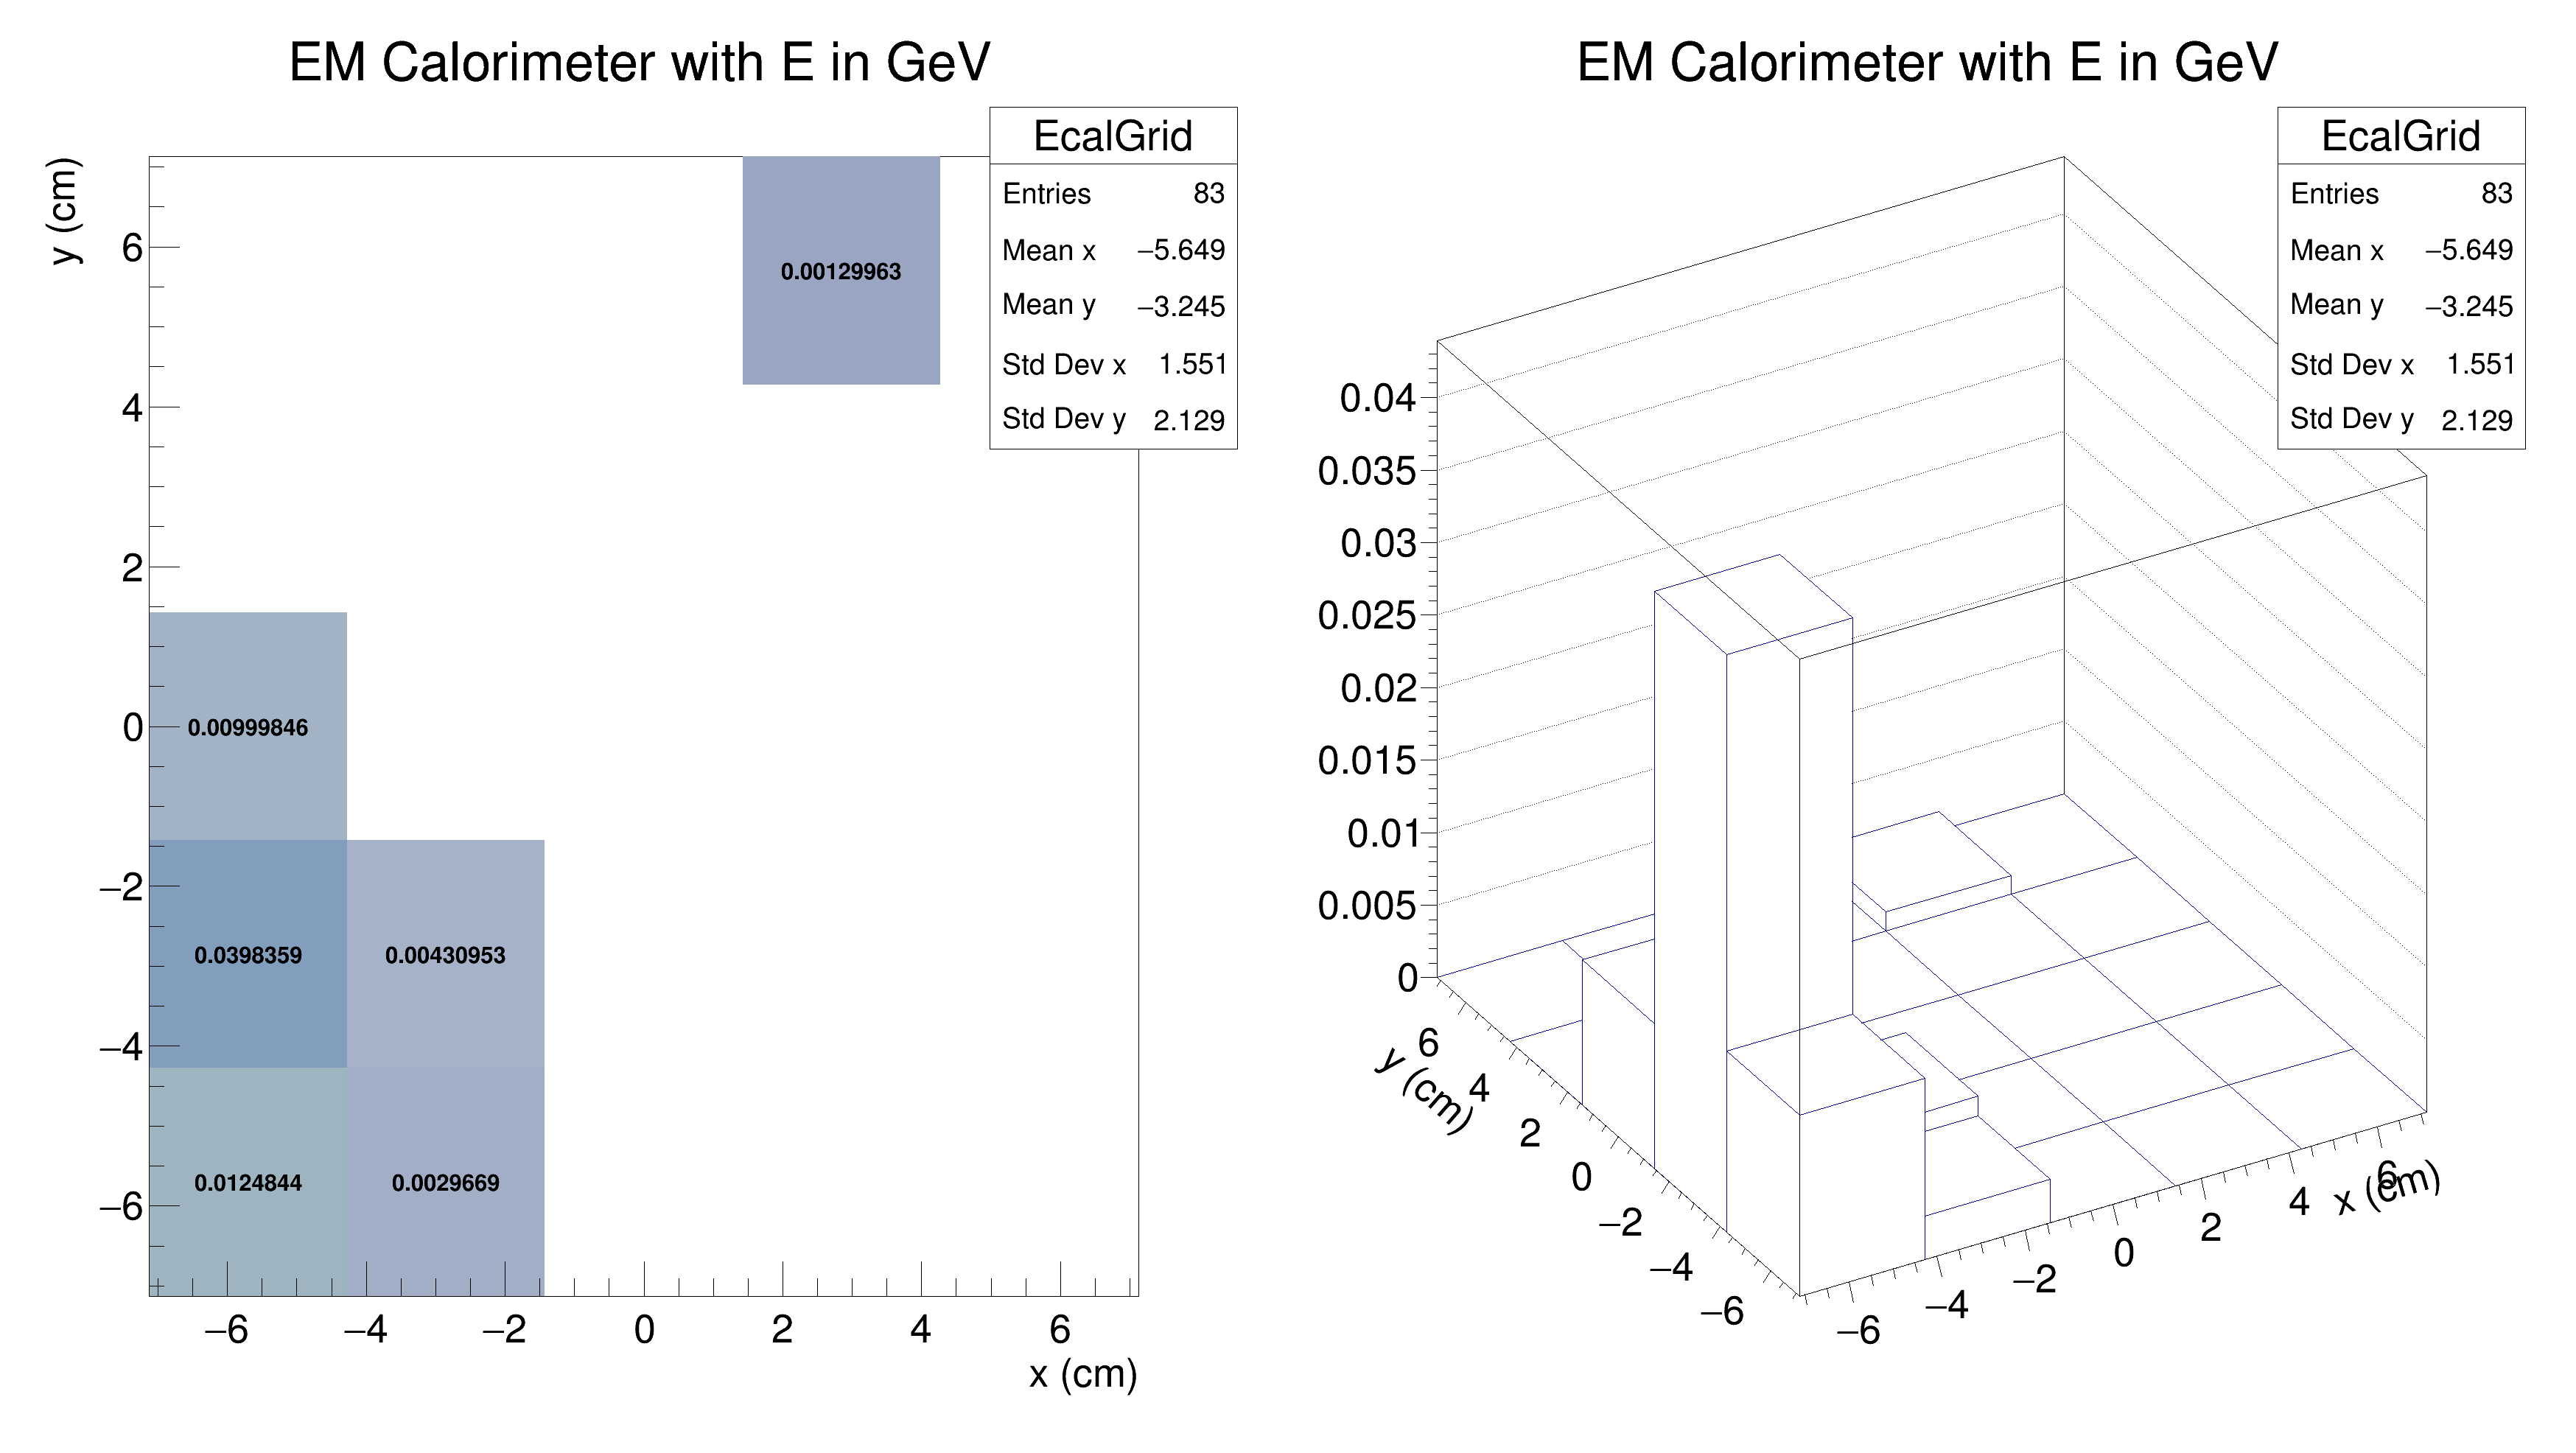 EM Calorimeter with E in GeV
EcalGrid
Entries 83
Mean x −5.649
Mean y −3.245
Std Dev x 1.551
Std Dev y 2.129
y (cm)
6
4
2
0
−2
−4
−6
0.00129963
0.00999846
0.0398359 0.00430953
0.0124844 0.0029669
−6 −4 −2 0 2 4 6
x (cm)
EM Calorimeter with E in GeV
EcalGrid
Entries 83
Mean x −5.649
Mean y −3.245
Std Dev x 1.551
Std Dev y 2.129
0.04
0.035
0.03
0.025
0.02
0.015
0.01
0.005
0
y (cm)
6
4
2
0
−2
−4
−6
−6
−4
−2
0
2
4
6
x (cm)